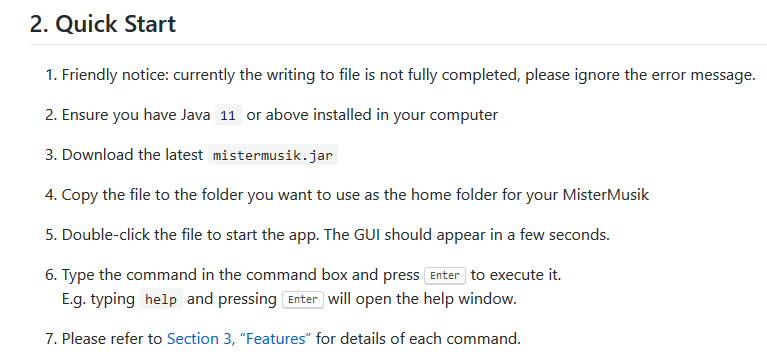 2. Quick Start
1. Friendly notice: currently the writing to file is not fully completed, please ignore the error message.
2. Ensure you have Java 11 or above installed in your computer
3. Download the latest mistermusik.jar
4. Copy the file to the folder you want to use as the home folder for your MisterMusik
5. Double-click the file to start the app. The GUI should appear in a few seconds.
6. Type the command in the command box and press Enter to execute it.
E.g. typing help and pressing Enter will open the help window.
7. Please refer to Section 3, “Features” for details of each command.